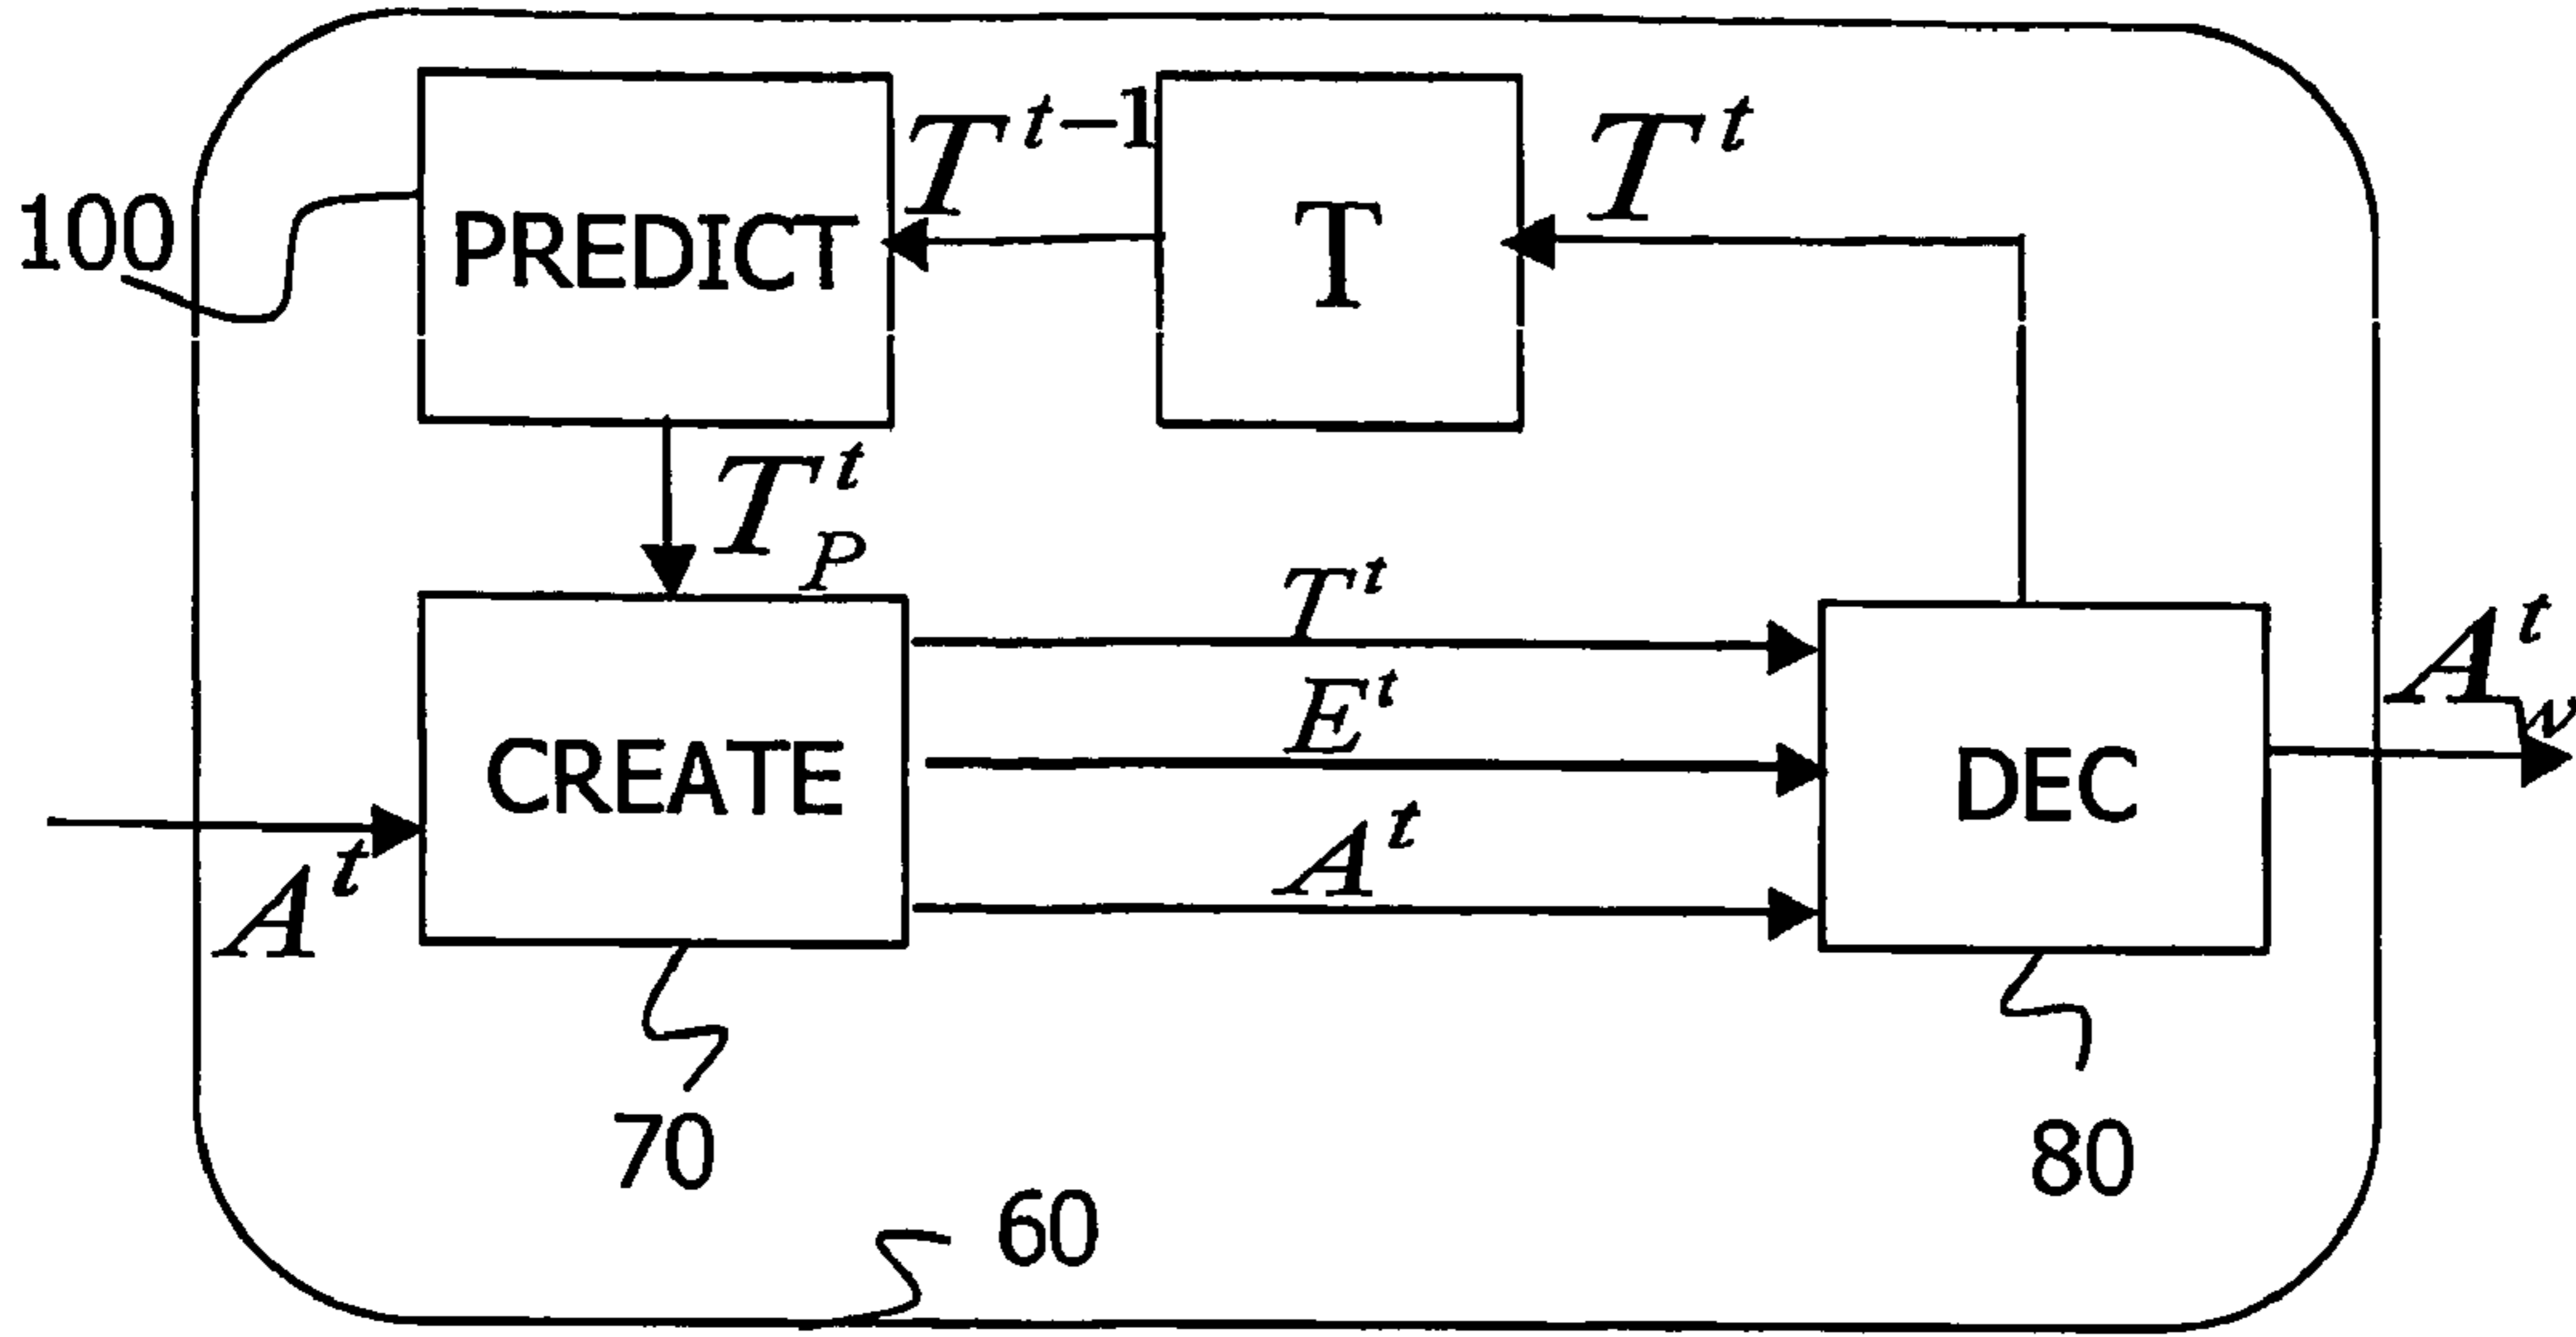 100
PREDICT
T^{t-1}
T
T^t
T_P^t
CREATE
T^t
E^t
A^t
DEC
A_w^t
A^t
70
80
60